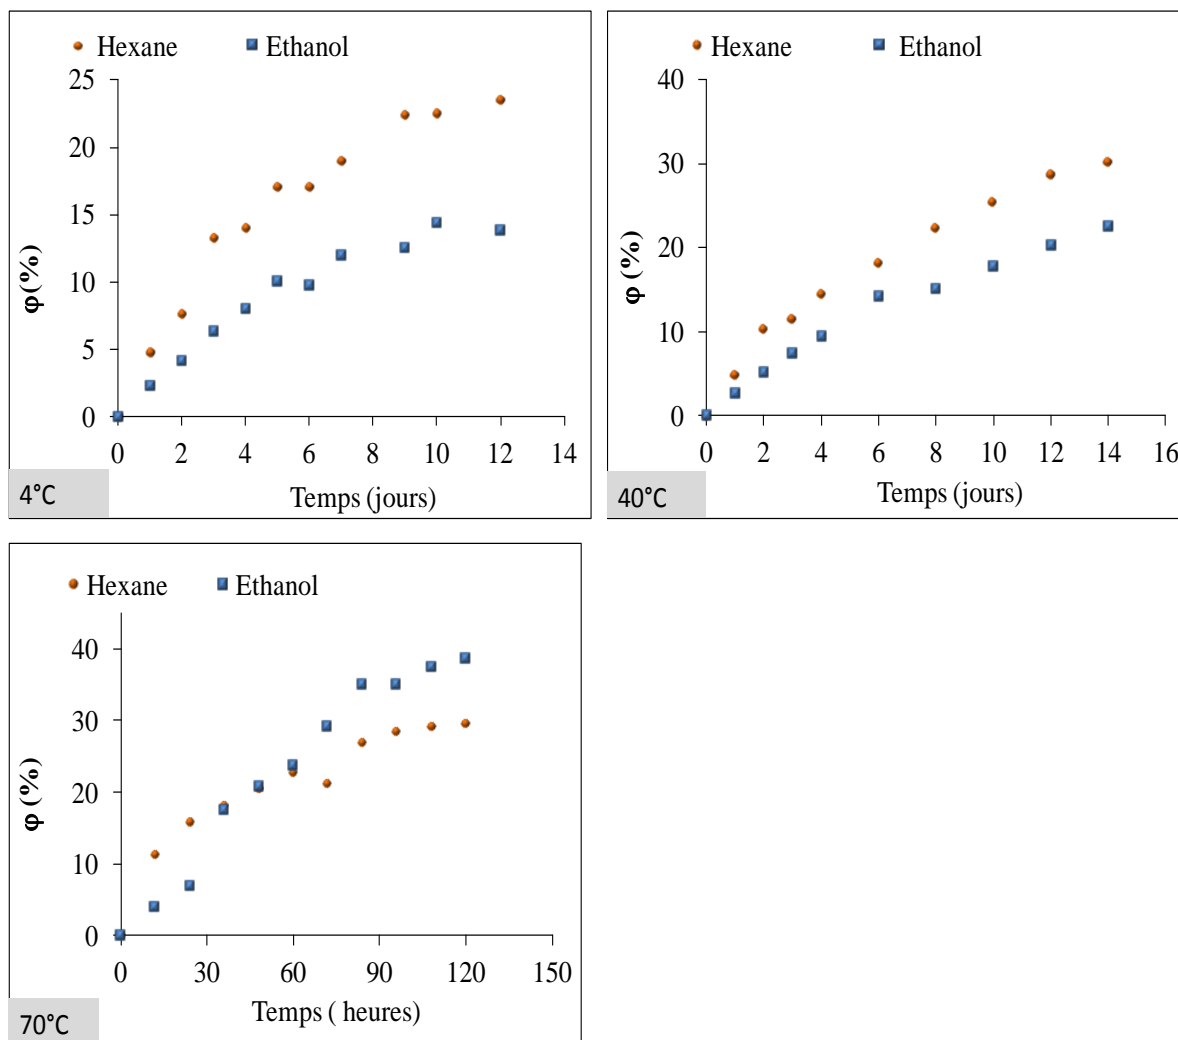 Hexane Ethanol
25
20
15
10
5
0
φ(%)
0 2 4 6 8 10 12 14
Temps (jours)
4°C
Hexane Ethanol
40
30
20
10
0
φ (%)
0 2 4 6 8 10 12 14 16
Temps (jours)
40°C
Hexane Ethanol
40
30
20
10
0
φ (%)
0 30 60 90 120 150
Temps ( heures)
70°C